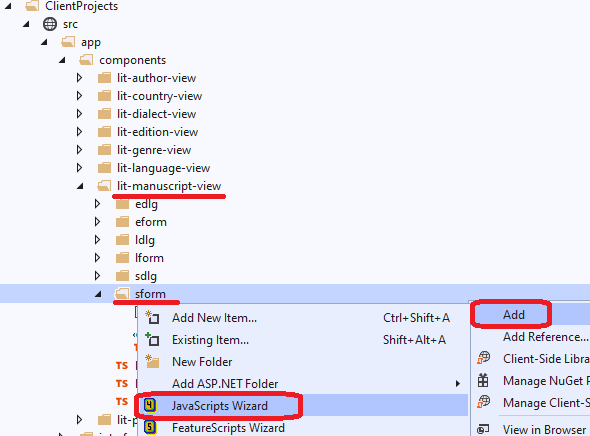 ClientProjects
src
app
components
lit-author-view
lit-country-view
lit-dialect-view
lit-edition-view
lit-genre-view
lit-language-view
lit-manuscript-view
edlg
eform
ldlg
lform
sdlg
sform
Add New Item... Ctrl+Shift+A
Existing Item... Shift+Alt+A
New Folder
Add ASP.NET Folder
JavaScripts Wizard
FeatureScripts Wizard
TS
TS
TS
lit-p
Add
Add Reference...
Client-Side Libra
Manage NuGet P
Manage Client-S
View in Browser